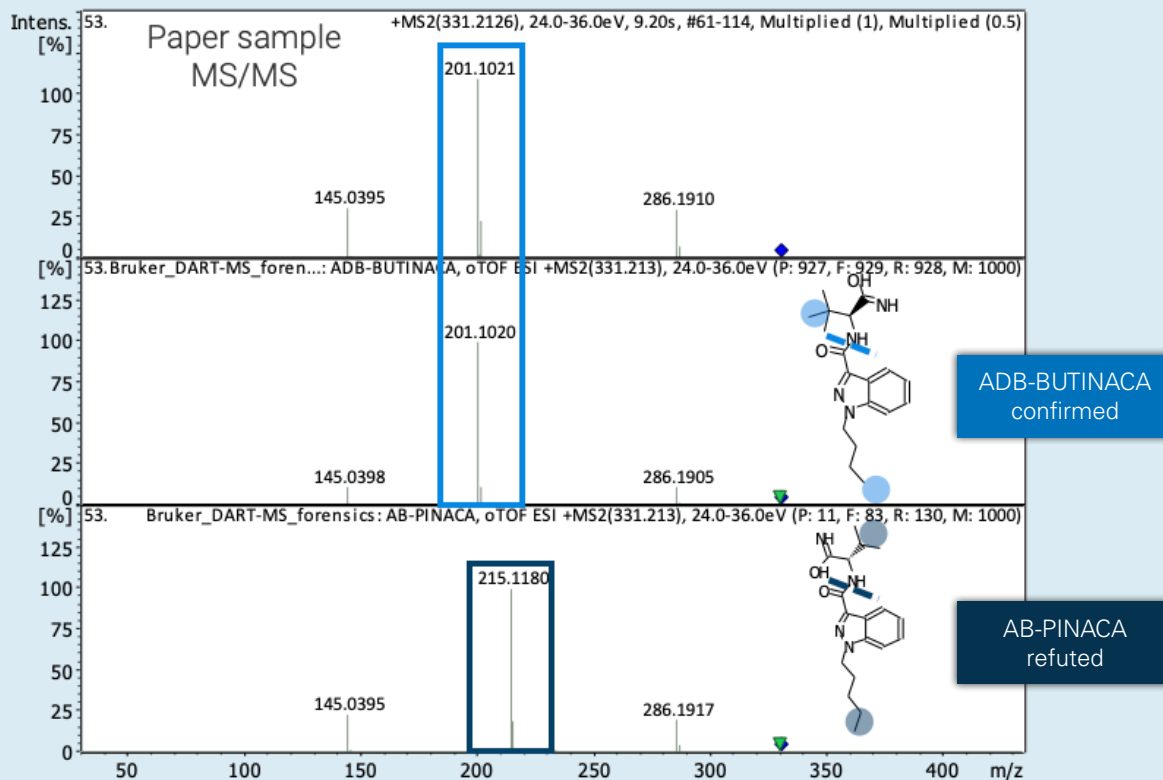 Intens. 53. +MS2(331.2126), 24.0-36.0eV, 9.20s, #61-114, Multiplied (1), Multiplied (0.5)
[%]
Paper sample
MS/MS
201.1021
100
75
50
145.0395
286.1910
25
0
[%] 53. Bruker_DART-MS_foren...: ADB-BUTINACA, oTOF ESI +MS2(331.213), 24.0-36.0eV (P: 927, F: 929, R: 928, M: 1000)
OH
NH
125
NH
O
201.1020
100
N
N
75
ADB-BUTINACA
confirmed
50
25
145.0398
286.1905
0
[%] 53. Bruker_DART-MS_forensics: AB-PINACA, oTOF ESI +MS2(331.213), 24.0-36.0eV (P: 11, F: 83, R: 130, M: 1000)
NH
125
OH
NH
O
215.1180
100
N
N
75
AB-PINACA
refuted
50
145.0395
286.1917
25
0
50 100 150 200 250 300 350 400 m/z